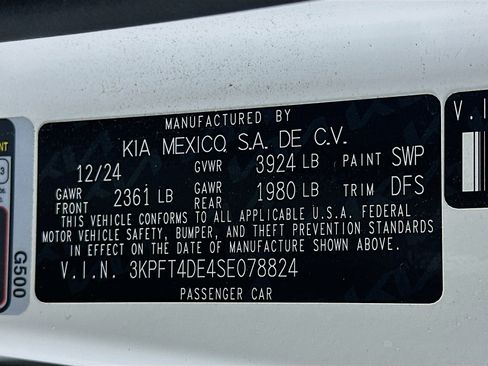 MANUFACTURED BY
KIA MEXICO, S.A. DE C.V.
12/24 GVWR 3924 LB PAINT SWP
GAWR FRONT 2361 LB GAWR REAR 1980 LB TRIM DFS
THIS VEHICLE CONFORMS TO ALL APPLICABLE U.S.A. FEDERAL
MOTOR VEHICLE SAFETY, BUMPER, AND THEFT PREVENTION STANDARDS
IN EFFECT ON THE DATE OF MANUFACTURE SHOWN ABOVE.
V.I.N. 3KPFT4DE4SE078824
PASSENGER CAR
G500
V.I